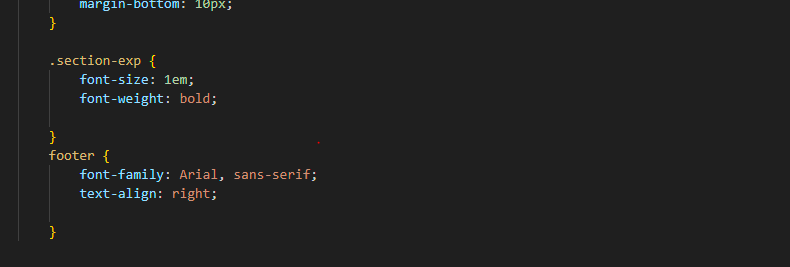 margin-bottom: 10px;
}
.section-exp {
font-size: 1em;
font-weight: bold;
}
footer {
font-family: Arial, sans-serif;
text-align: right;
}